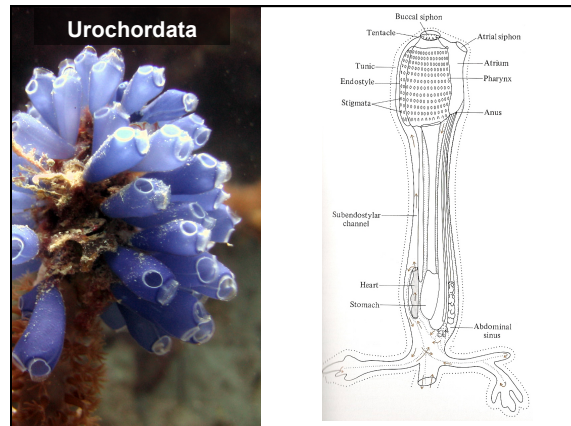 Urochordata
Buccal siphon
Tentacle
Atrial siphon
Tunic
Atrium
Endostyle
Pharynx
Stigmata
Anus
Subendostylar
channel
Heart
Stomach
Abdominal
sinus